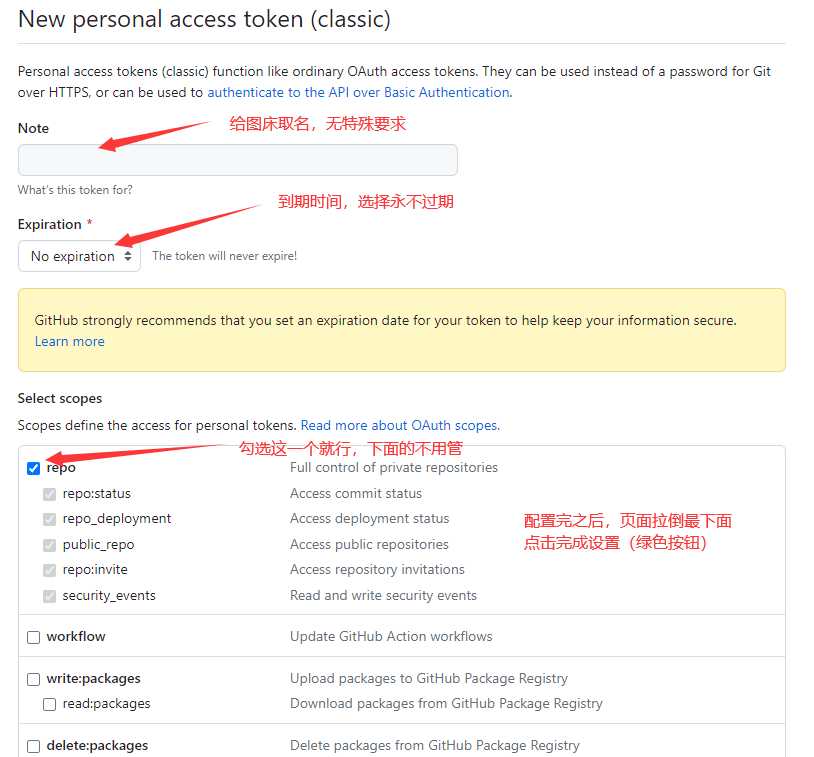 New personal access token (classic)
Personal access tokens (classic) function like ordinary OAuth access tokens. They can be used instead of a password for Git
over HTTPS, or can be used to authenticate to the API over Basic Authentication.
Note
给图床取名，无特殊要求
What's this token for?
到期时间，选择永不过期
Expiration *
No expiration The token will never expire!
GitHub strongly recommends that you set an expiration date for your token to help keep your information secure.
Learn more
Select scopes
Scopes define the access for personal tokens. Read more about OAuth scopes.
勾选这一个就行，下面的不用管
repo Full control of private repositories
repo:status Access commit status
repo_deployment Access deployment status
public_repo Access public repositories
repo:invite Access repository invitations
security_events Read and write security events
配置完之后，页面拉倒最下面
点击完成设置（绿色按钮）
workflow Update GitHub Action workflows
write:packages Upload packages to GitHub Package Registry
read:packages Download packages from GitHub Package Registry
delete:packages Delete packages from GitHub Package Registry